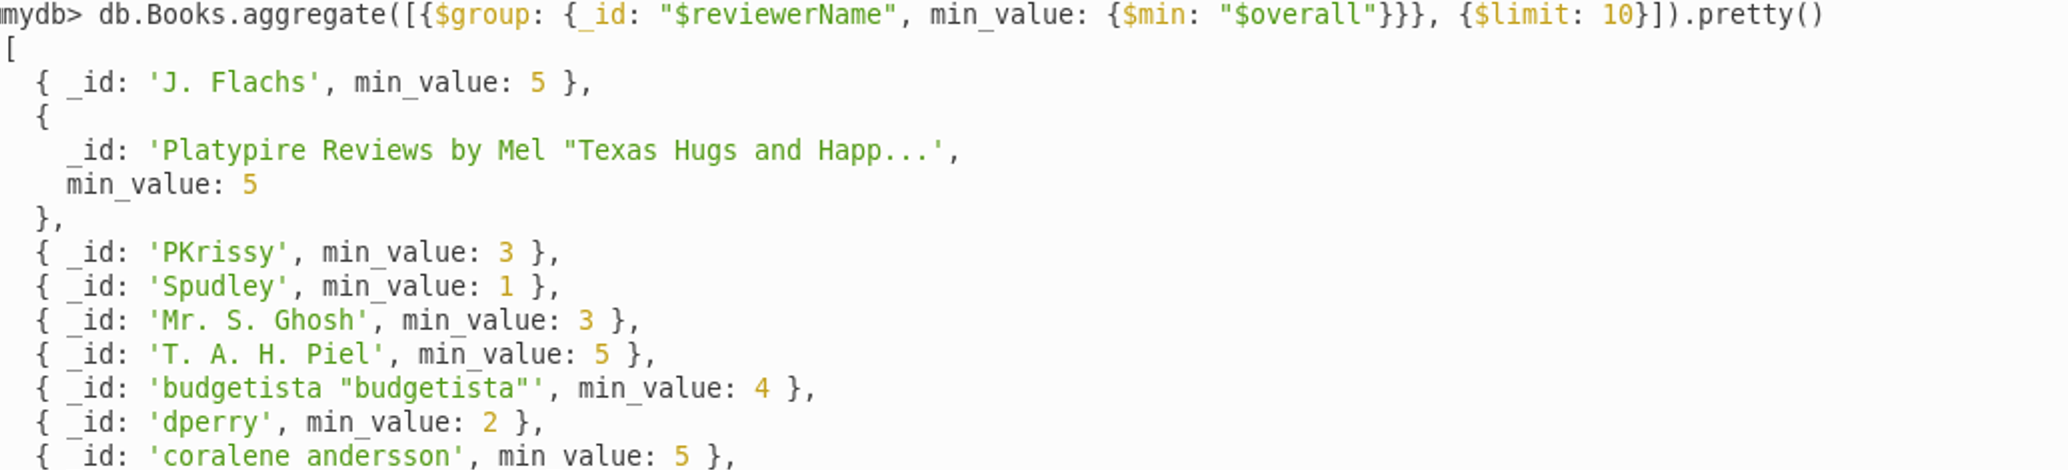 mydb> db.Books.aggregate([{$group: {_id: "$reviewerName", min_value: {$min: "$overall"}}}, {$limit: 10}]).pretty()
[
  { _id: 'J. Flachs', min_value: 5 },
  {
    _id: 'Platypire Reviews by Mel "Texas Hugs and Happ...',
    min_value: 5
  },
  { _id: 'PKrissy', min_value: 3 },
  { _id: 'Spudley', min_value: 1 },
  { _id: 'Mr. S. Ghosh', min_value: 3 },
  { _id: 'T. A. H. Piel', min_value: 5 },
  { _id: 'budgetista "budgetista"', min_value: 4 },
  { _id: 'dperry', min_value: 2 },
  { _id: 'coralene andersson', min_value: 5 },